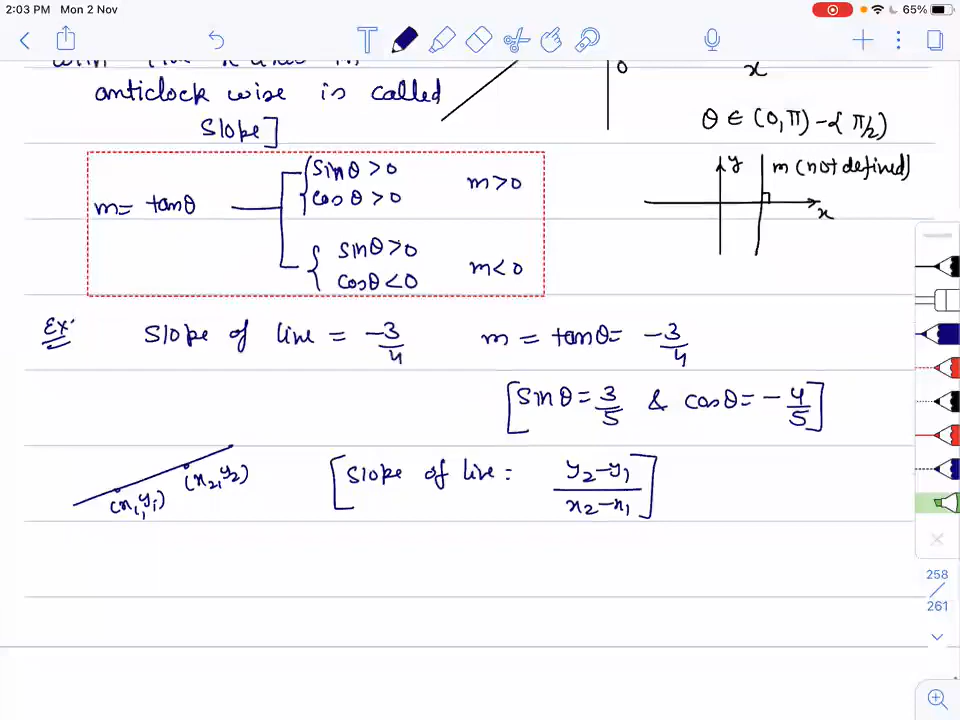 2:03 PM Mon 2 Nov
65%
anticlock wise is called
Slope]
0
x
θ ∈ (0, π) - { π/2)
m = tanθ
sinθ > 0
cosθ > 0
m > 0
sinθ > 0
cosθ < 0
m < 0
y
m (not defined)
x
Ex:
Slope of line = -3/4
m = tanθ = -3/4
[sinθ = 3/5 & cosθ = -4/5]
(x1, y1)
(x2, y2)
[Slope of line = y2-y1/x2-x1]
258
/
261